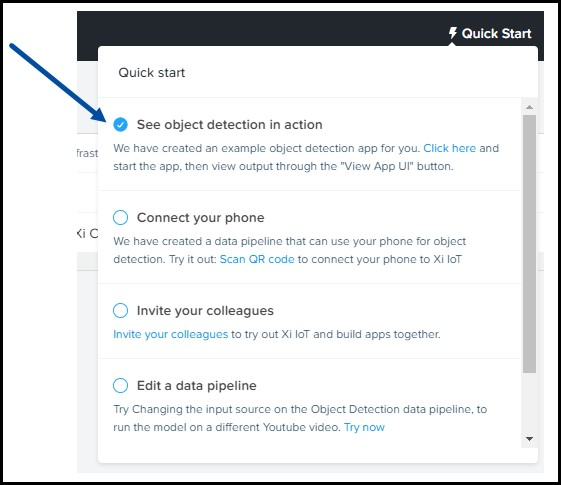 Quick Start
Quick start
See object detection in action
We have created an example object detection app for you. Click here and
start the app, then view output through the "View App UI" button.
frast
Connect your phone
We have created a data pipeline that can use your phone for object
Xi C
detection. Try it out: Scan QR code to connect your phone to Xi IoT
Invite your colleagues
Invite your colleagues to try out Xi IoT and build apps together.
Edit a data pipeline
Try Changing the input source on the Object Detection data pipeline, to
run the model on a different Youtube video. Try now